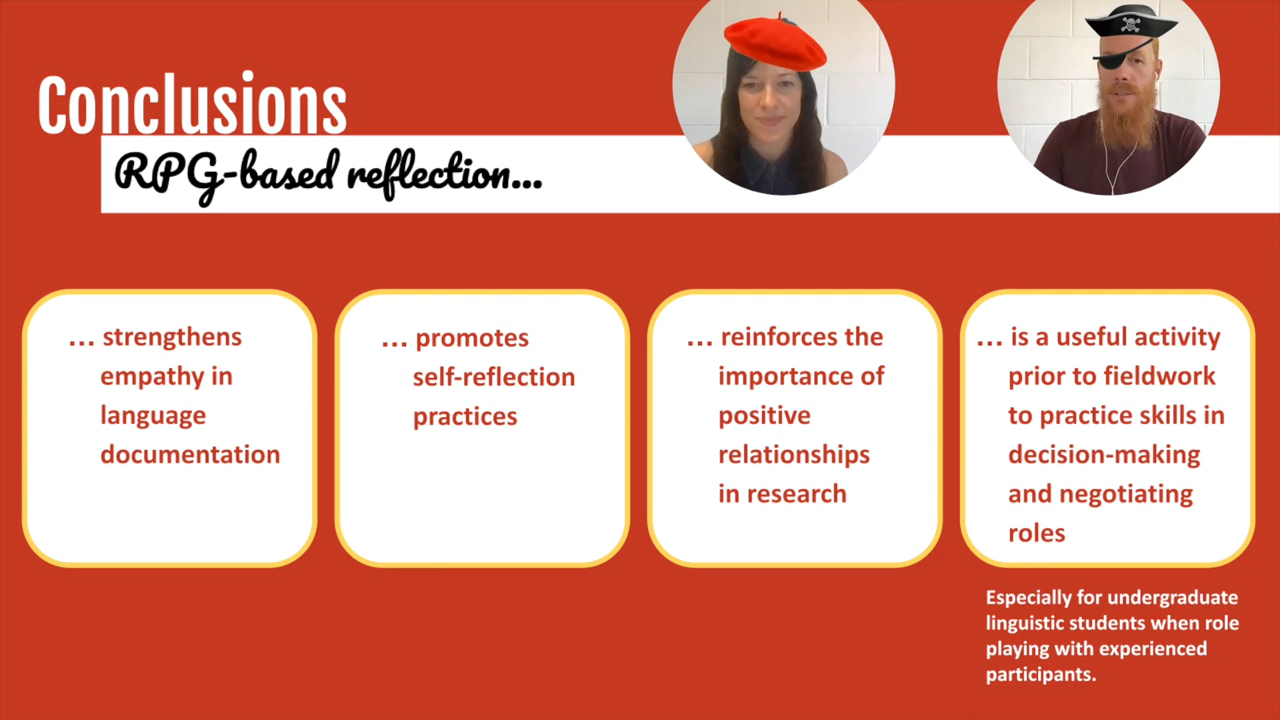 Conclusions
RPG-based reflection...
... strengthens
empathy in
language
documentation
... promotes
self-reflection
practices
... reinforces the
importance of
positive
relationships
in research
... is a useful activity
prior to fieldwork
to practice skills in
decision-making
and negotiating
roles
Especially for undergraduate
linguistic students when role
playing with experienced
participants.